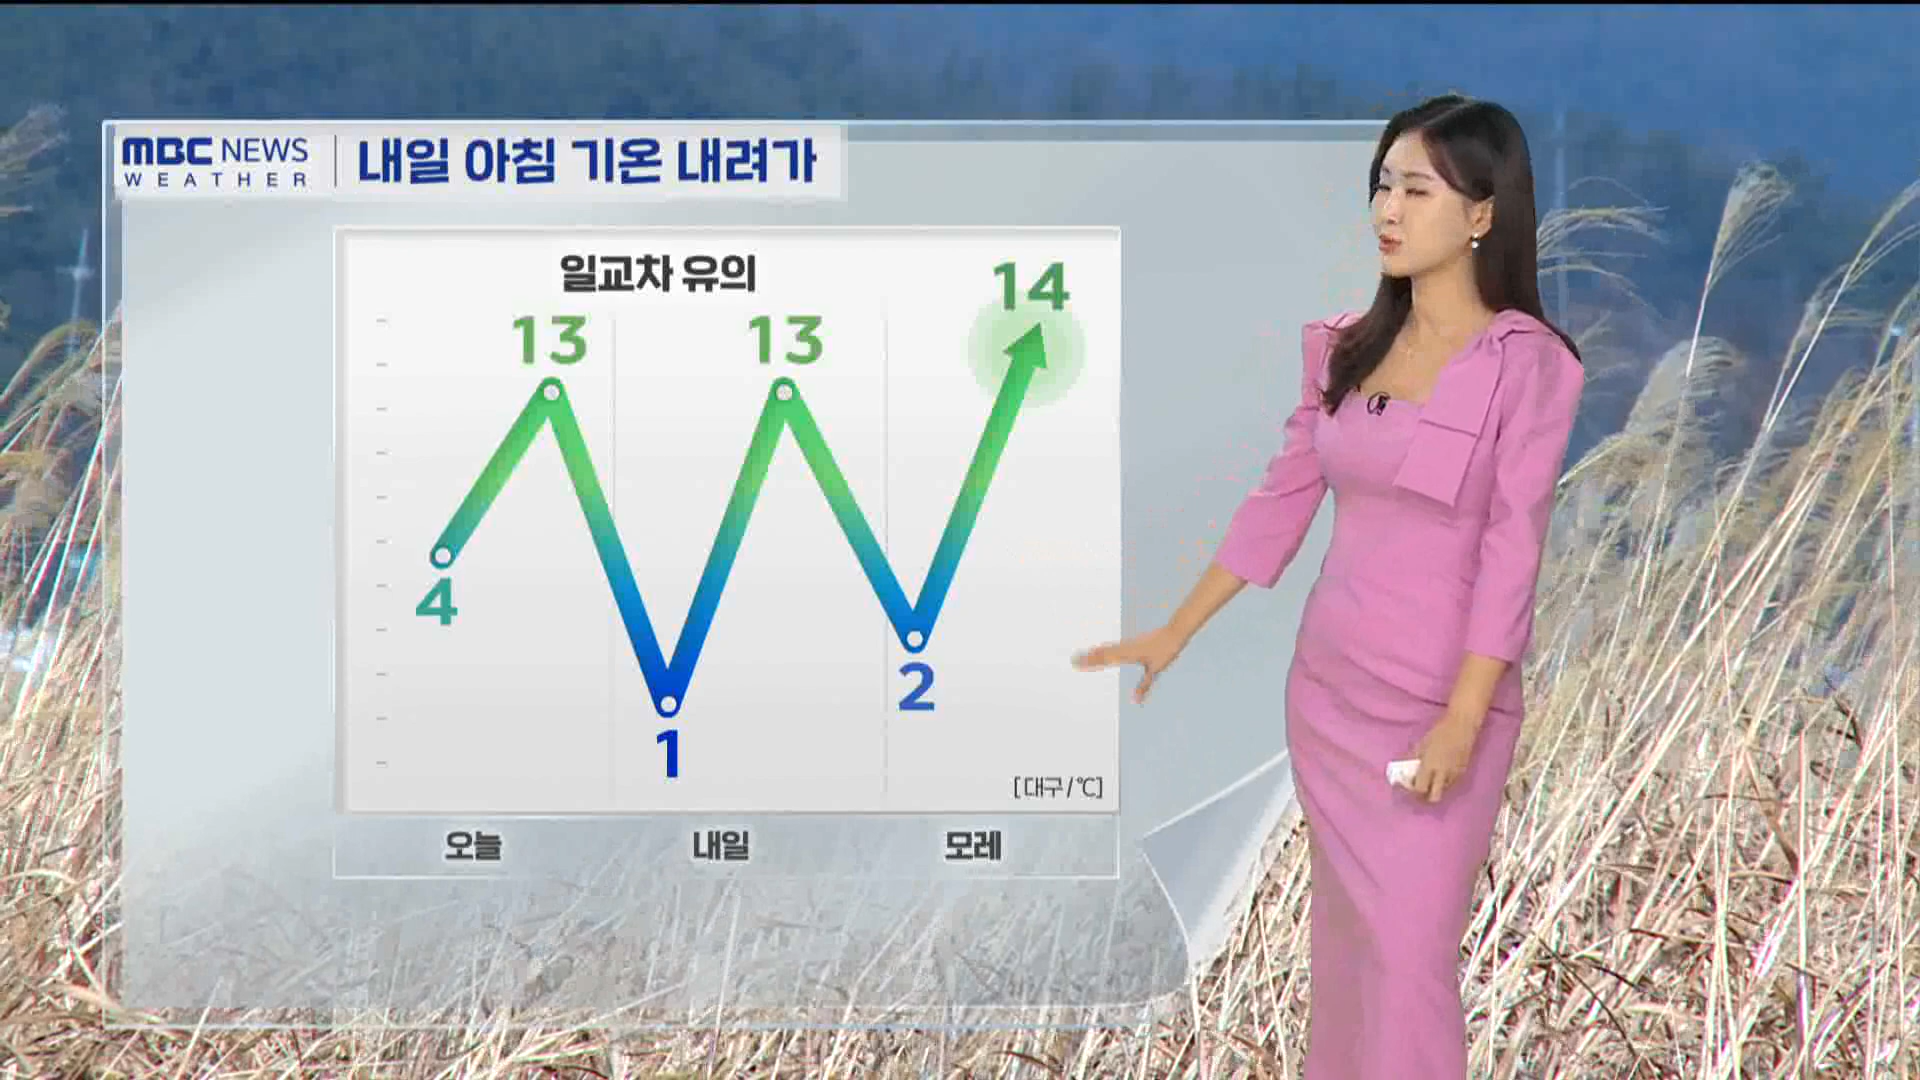 MBC NEWS
WEATHER
내일 아침 기온 내려가
일교차 유의
13
13
14
4
1
2
[대구/℃]
오늘
내일
모레